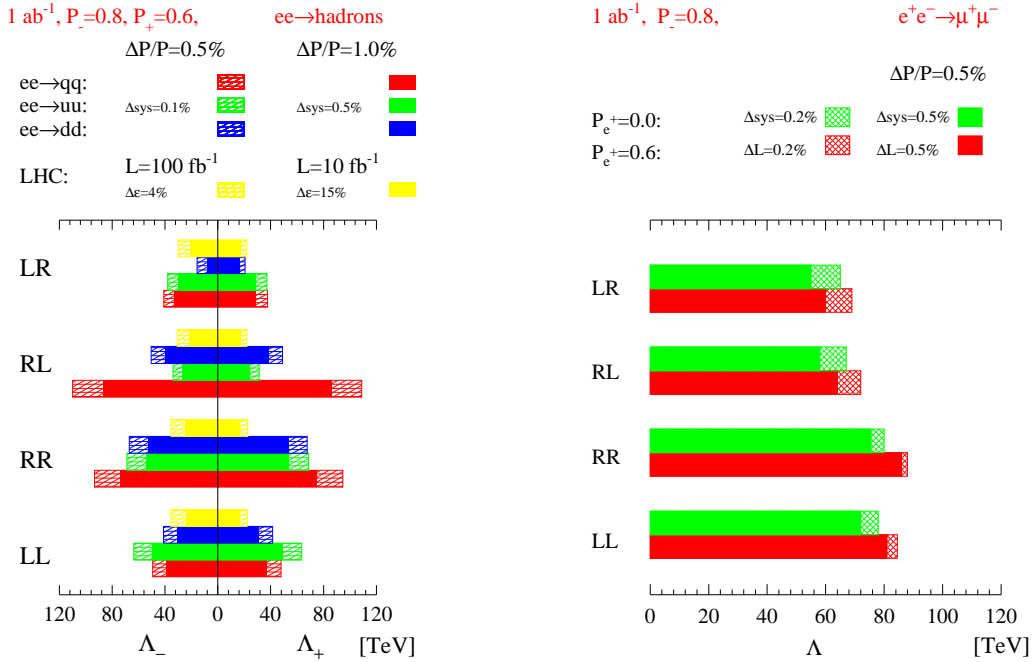 1 ab⁻¹, P₋=0.8, P₊=0.6, ee→hadrons
ΔP/P=0.5% ΔP/P=1.0%
ee→qq:
ee→uu: Δsys=0.1% Δsys=0.5%
ee→dd:
L=100 fb⁻¹ L=10 fb⁻¹
LHC:
Δε=4% Δε=15%
LR
RL
RR
LL
120 80 40 0 40 80 120
Λ₋ Λ₊ [TeV]
1 ab⁻¹, P₋=0.8, e⁺e⁻→μ⁺μ⁻
ΔP/P=0.5%
Pₑ⁺=0.0: Δsys=0.2% Δsys=0.5%
Pₑ⁺=0.6: ΔL=0.2% ΔL=0.5%
LR
RL
RR
LL
0 20 40 60 80 100 120
Λ [TeV]